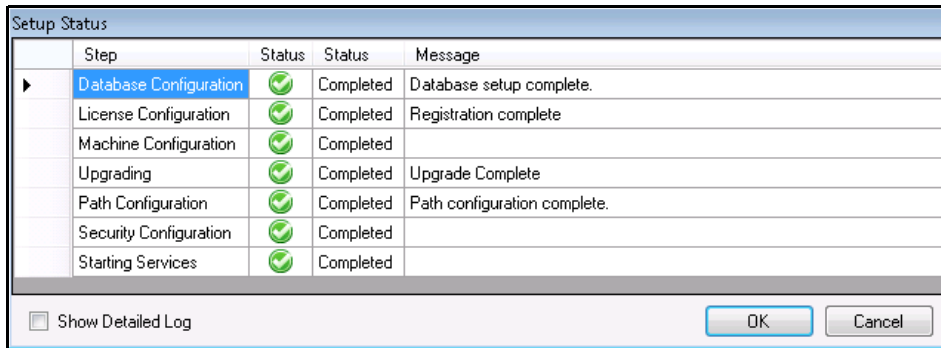 Setup Status
Step Status Status Message
Database Configuration Completed Database setup complete.
License Configuration Completed Registration complete
Machine Configuration Completed
Upgrading Completed Upgrade Complete
Path Configuration Completed Path configuration complete.
Security Configuration Completed
Starting Services Completed
Show Detailed Log OK Cancel